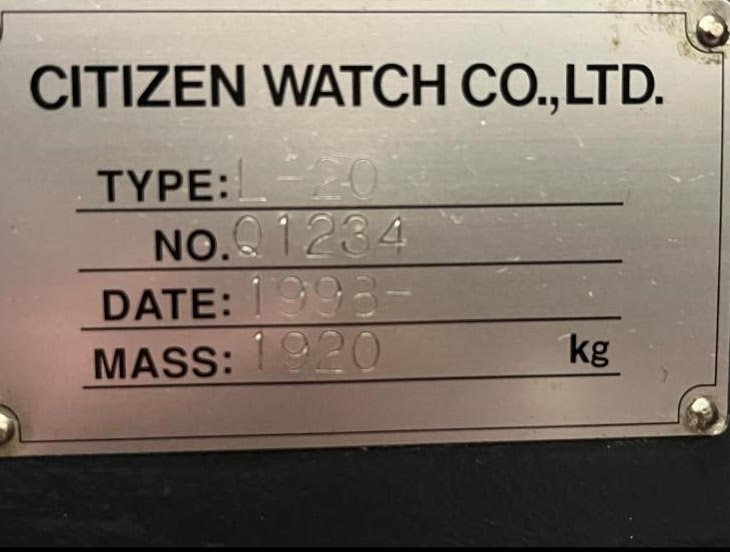 CITIZEN WATCH CO.,LTD.
TYPE: L-20
NO. Q1234
DATE: 1998-
MASS: 1920 kg